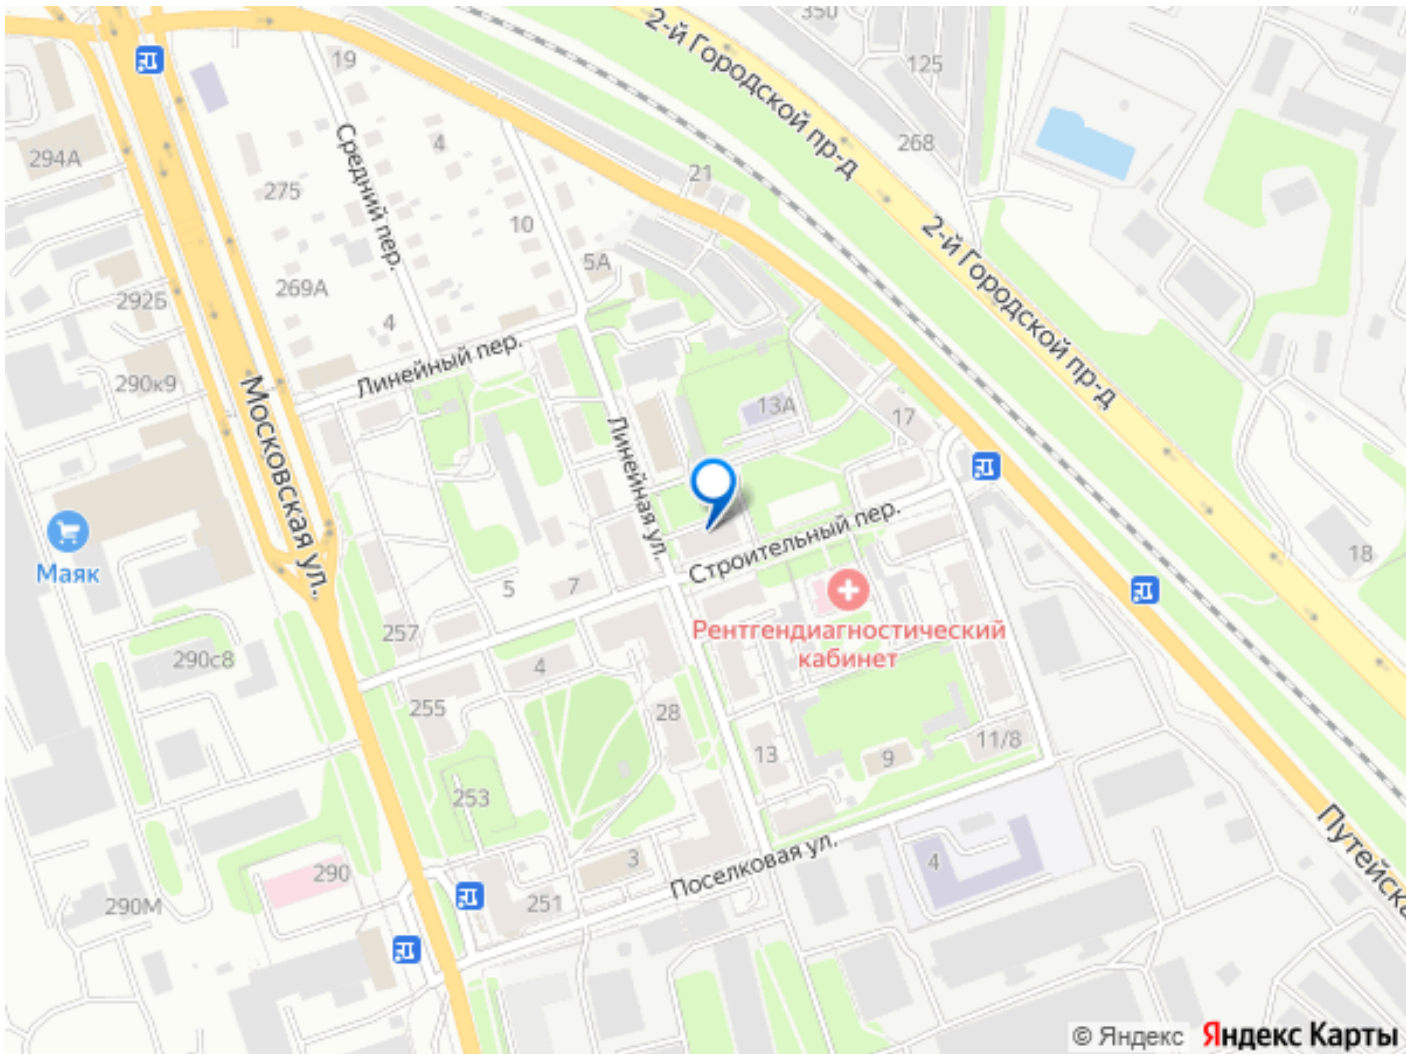 350
2-й Городской пр-д
19
125
Средний пер.
4
268
294А
21
275
10
2-й Городской пр-д
5А
269А
292Б
4
Линейный пер.
290к9
Московская ул.
13А
17
Линейная ул.
Строительный пер.
18
Маяк
5
7
257
Рентгендиагностический
кабинет
290с8
4
255
28
13
11/8
9
253
Путейска
3
4
290
Поселковая ул.
290М
251
© Яндекс Яндекс Карты